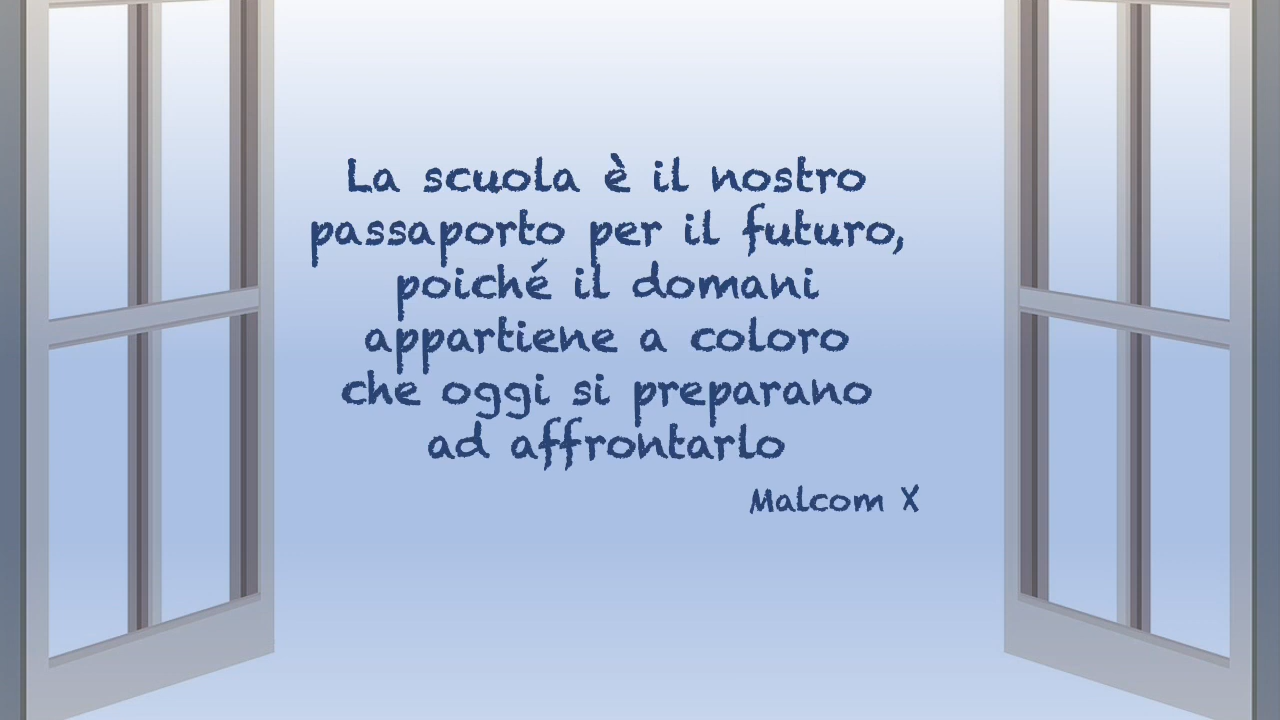 La scuola è il nostro
passaporto per il futuro,
poiché il domani
appartiene a coloro
che oggi si preparano
ad affrontarlo
Malcom X